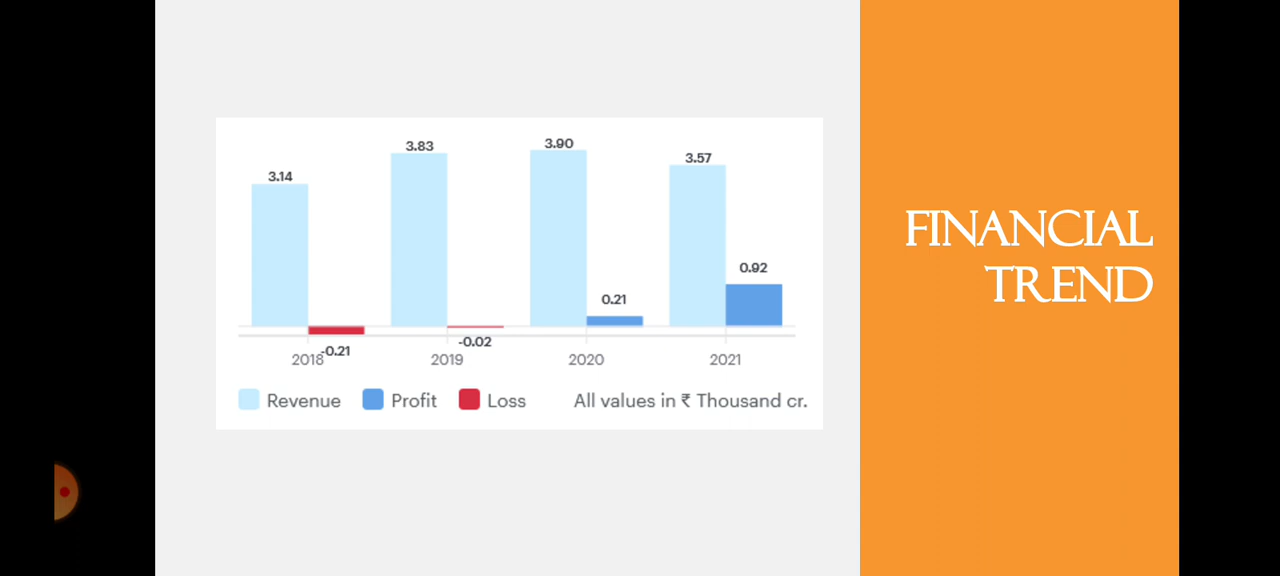 3.14
3.83
3.90
3.57
-0.21
-0.02
0.21
0.92
2018
2019
2020
2021
Revenue
Profit
Loss
All values in ₹ Thousand cr.
FINANCIAL
TREND